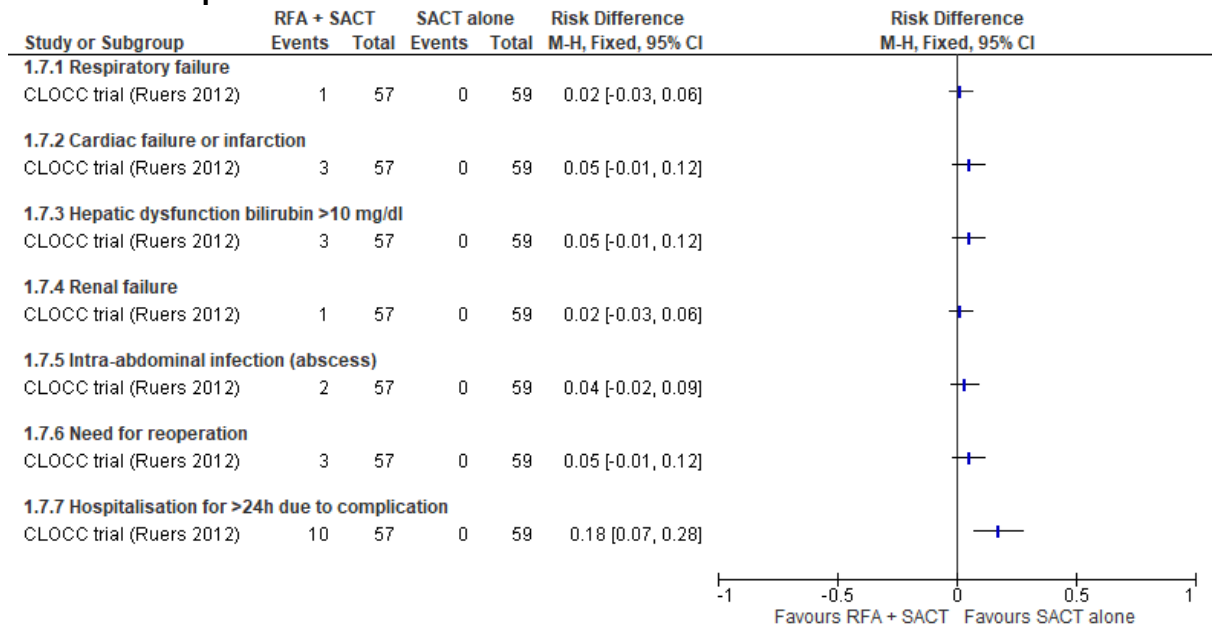 RFA + SACT SACT alone Risk Difference Risk Difference
Study or Subgroup Events Total Events Total M-H, Fixed, 95% CI M-H, Fixed, 95% CI
1.7.1 Respiratory failure
CLOCC trial (Ruers 2012) 1 57 0 59 0.02 [-0.03, 0.06]
1.7.2 Cardiac failure or infarction
CLOCC trial (Ruers 2012) 3 57 0 59 0.05 [-0.01, 0.12]
1.7.3 Hepatic dysfunction bilirubin >10 mg/dl
CLOCC trial (Ruers 2012) 3 57 0 59 0.05 [-0.01, 0.12]
1.7.4 Renal failure
CLOCC trial (Ruers 2012) 1 57 0 59 0.02 [-0.03, 0.06]
1.7.5 Intra-abdominal infection (abscess)
CLOCC trial (Ruers 2012) 2 57 0 59 0.04 [-0.02, 0.09]
1.7.6 Need for reoperation
CLOCC trial (Ruers 2012) 3 57 0 59 0.05 [-0.01, 0.12]
1.7.7 Hospitalisation for >24h due to complication
CLOCC trial (Ruers 2012) 10 57 0 59 0.18 [0.07, 0.28]
-1 -0.5 0 0.5 1
Favours RFA + SACT Favours SACT alone